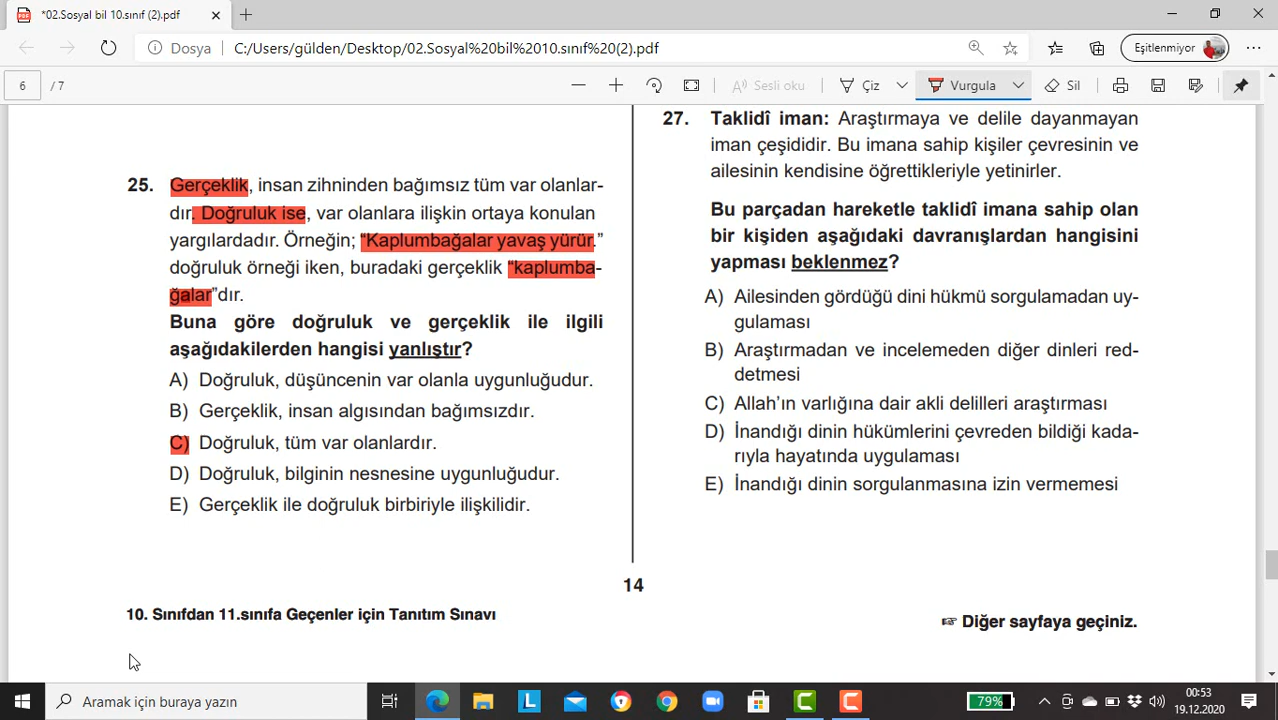 *02.Sosyal bil 10.sınıf (2).pdf
Dosya
C:/Users/gülden/Desktop/02.Sosyal%20bil%2010.sınıf%20(2).pdf
Eşitlenmiyor
6 / 7
Sesli oku
Çiz
Vurgula
Sil
25. Gerçeklik, insan zihninden bağımsız tüm var olanlar-
dır. Doğruluk ise, var olanlara ilişkin ortaya konulan
yargılardadır. Örneğin; “Kaplumbağalar yavaş yürür.”
doğruluk örneği iken, buradaki gerçeklik “kaplumba-
ğalar”dır.
Buna göre doğruluk ve gerçeklik ile ilgili
aşağıdakilerden hangisi yanlıştır?
A) Doğruluk, düşüncenin var olanla uygunluğudur.
B) Gerçeklik, insan algısından bağımsızdır.
C) Doğruluk, tüm var olanlardır.
D) Doğruluk, bilginin nesnesine uygunluğudur.
E) Gerçeklik ile doğruluk birbiriyle ilişkilidir.
27. Taklidî iman: Araştırmaya ve delile dayanmayan
iman çeşididir. Bu imana sahip kişiler çevresinin ve
ailesinin kendisine öğrettikleriyle yetinirler.
Bu parçadan hareketle taklidî imana sahip olan
bir kişiden aşağıdaki davranışlardan hangisini
yapması beklenmez?
A) Ailesinden gördüğü dini hükmü sorgulamadan uy-
gulaması
B) Araştırmadan ve incelemeden diğer dinleri red-
detmesi
C) Allah’ın varlığına dair akli delilleri araştırması
D) İnandığı dinin hükümlerini çevreden bildiği kada-
rıyla hayatında uygulaması
E) İnandığı dinin sorgulanmasına izin vermemesi
14
10. Sınıfdan 11.sınıfa Geçenler için Tanıtım Sınavı
☞ Diğer sayfaya geçiniz.
Aramak için buraya yazın
79%
00:53
19.12.2020